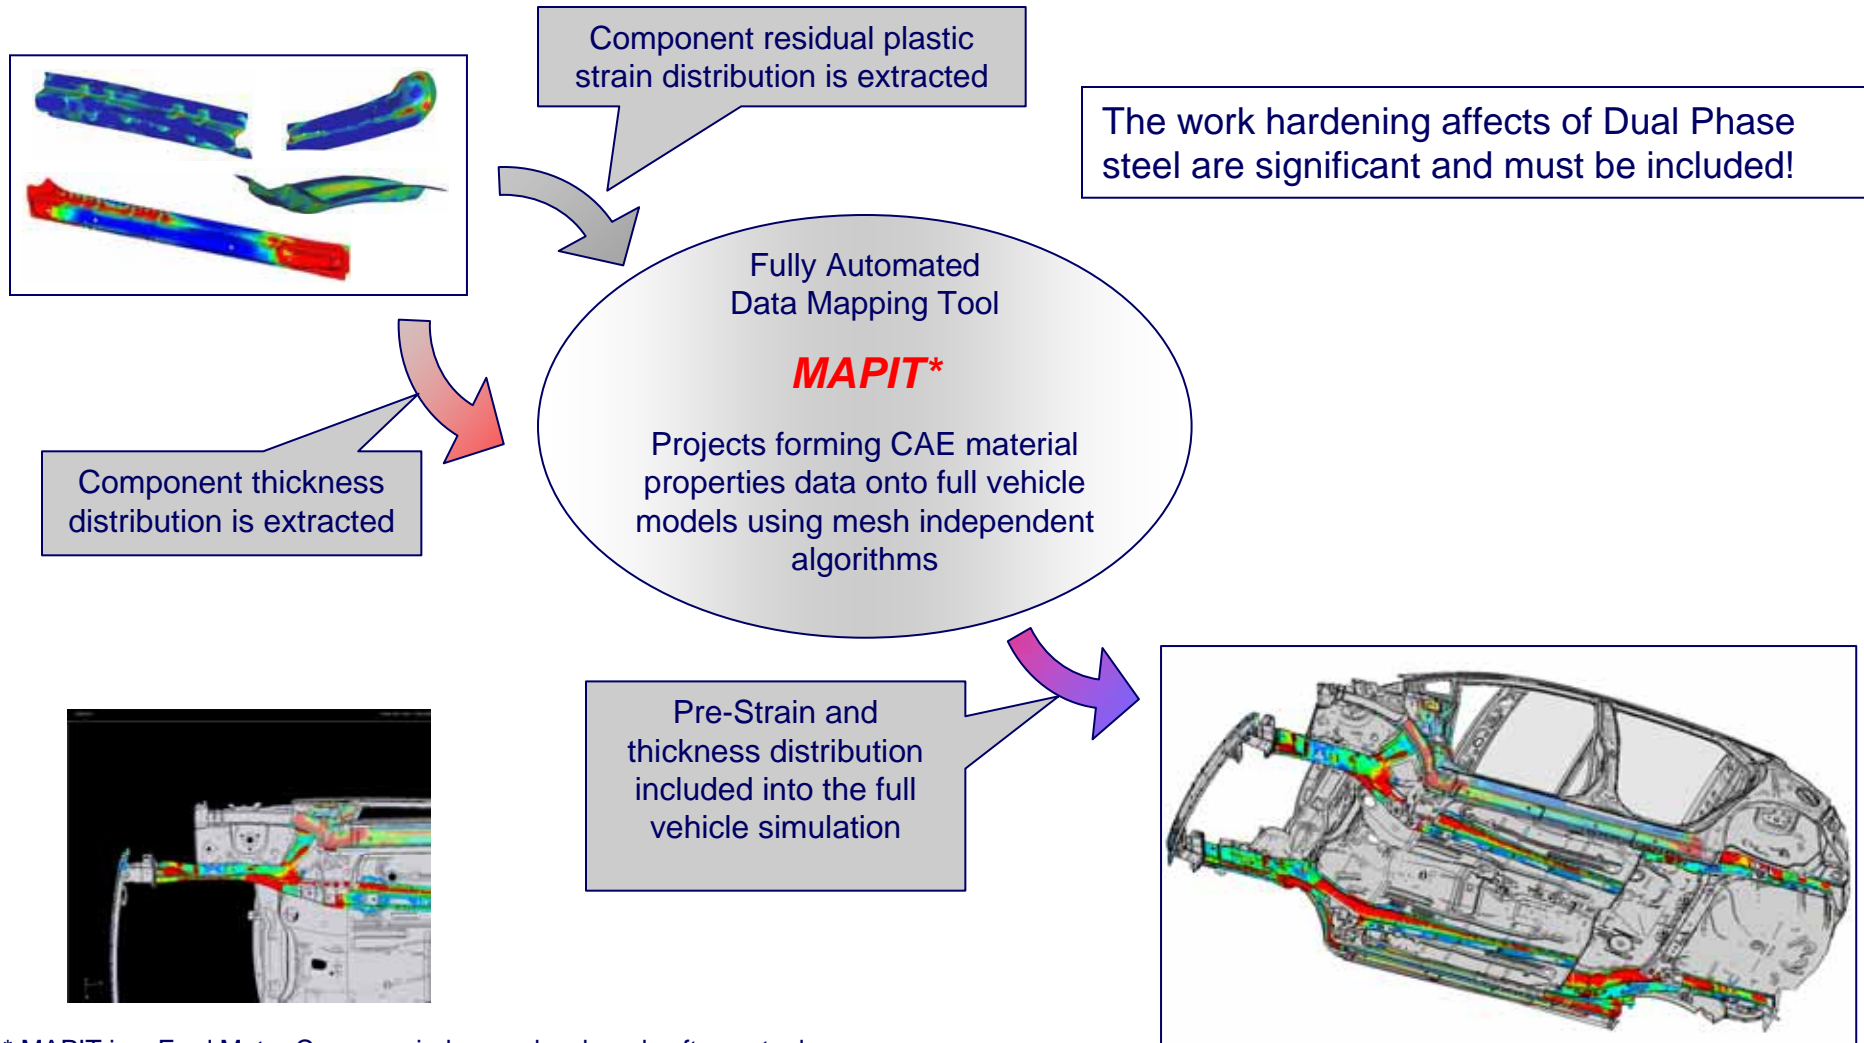 Component residual plastic
strain distribution is extracted
The work hardening affects of Dual Phase
steel are significant and must be included!
Fully Automated
Data Mapping Tool
MAPIT*
Projects forming CAE material
properties data onto full vehicle
models using mesh independent
algorithms
Component thickness
distribution is extracted
Pre-Strain and
thickness distribution
included into the full
vehicle simulation